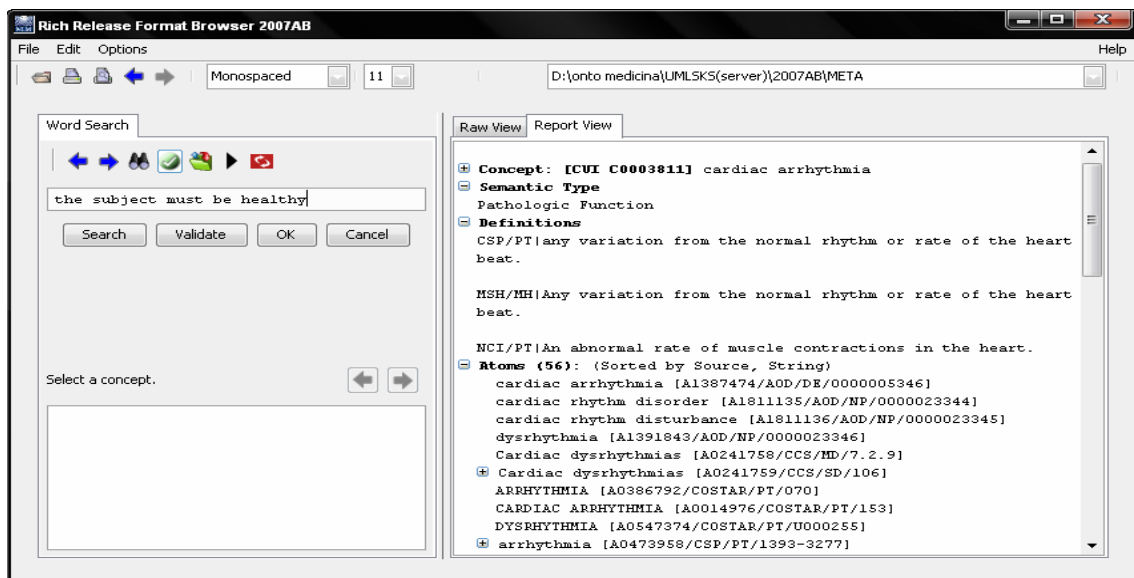 Rich Release Format Browser 2007AB
File Edit Options Help
Monospaced 11 D:\onto medicina\UMLSKS(server)\2007AB\META
Word Search
the subject must be healthy
Search Validate OK Cancel
Select a concept.
Raw View Report View
Concept: [CUI C0003811] cardiac arrhythmia
Semantic Type
Pathologic Function
Definitions
CSP/PT|any variation from the normal rhythm or rate of the heart
beat.
MSH/MH|Any variation from the normal rhythm or rate of the heart
beat.
NCI/PT|An abnormal rate of muscle contractions in the heart.
Atoms (56): (Sorted by Source, String)
cardiac arrhythmia [A1387474/AOD/DE/0000005346]
cardiac rhythm disorder [A1811135/AOD/NP/0000023344]
cardiac rhythm disturbance [A1811136/AOD/NP/0000023345]
dysrhythmia [A1391843/AOD/NP/0000023346]
Cardiac dysrhythmias [A0241758/CCS/MD/7.2.9]
Cardiac dysrhythmias [A0241759/CCS/SD/106]
ARRHYTHMIA [A0386792/COSTAR/PT/070]
CARDIAC ARRHYTHMIA [A0014976/COSTAR/PT/153]
DYSRHYTHMIA [A0547374/COSTAR/PT/U000255]
arrhythmia [A0473958/CSP/PT/1393-3277]